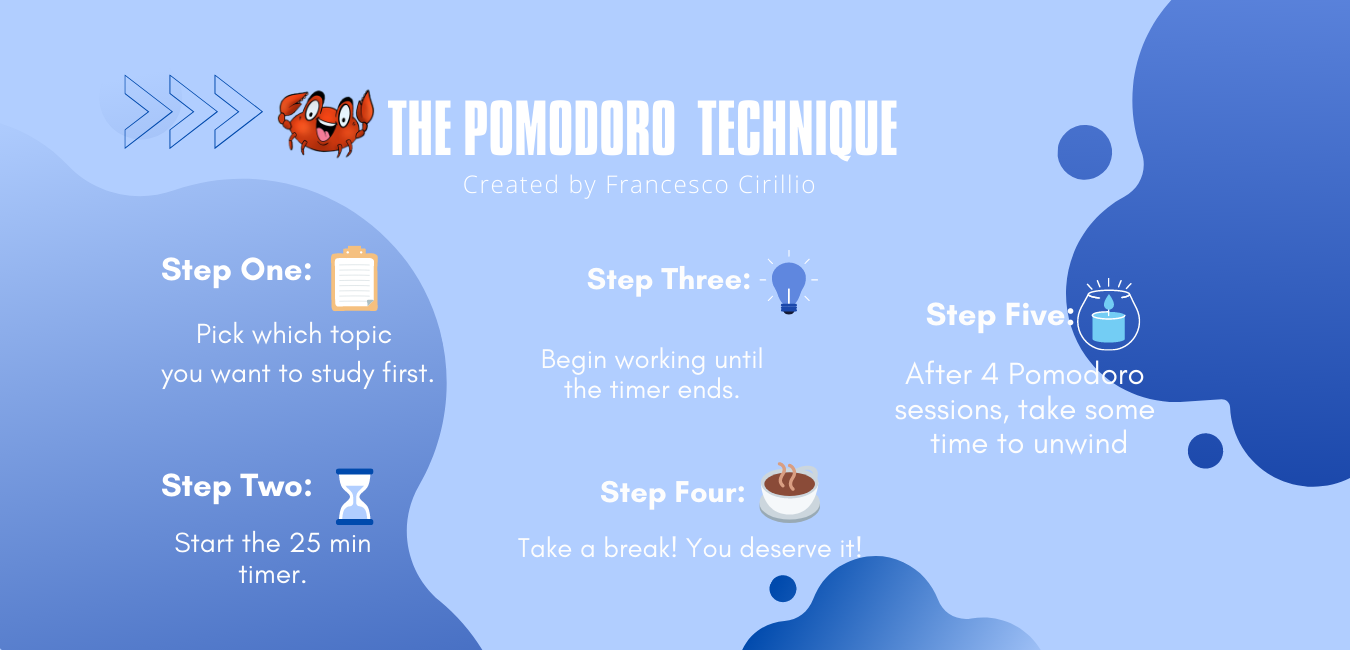 THE POMODORO TECHNIQUE
Created by Francesco Cirillio
Step One:
Pick which topic
you want to study first.
Step Two:
Start the 25 min
timer.
Step Three:
Begin working until
the timer ends.
Step Four:
Take a break! You deserve it!
Step Five:
After 4 Pomodoro
sessions, take some
time to unwind